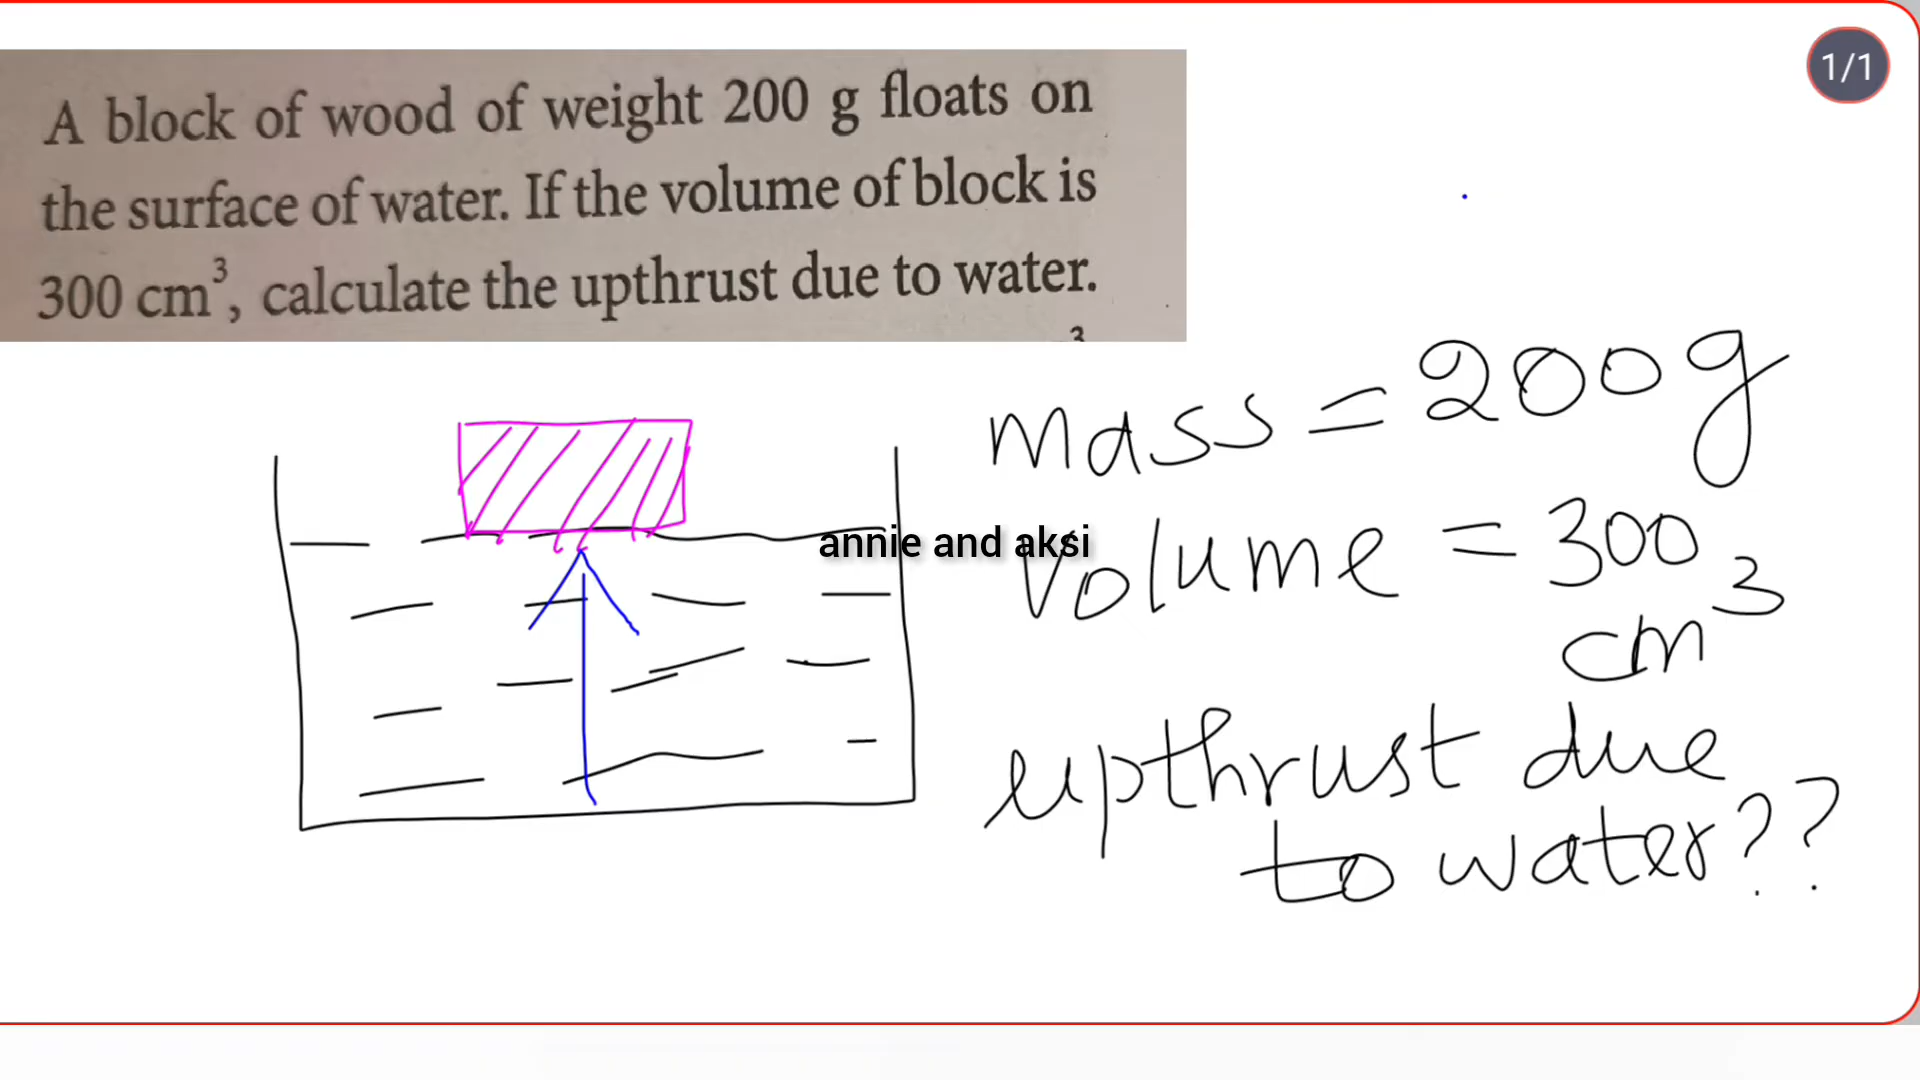 1/1
A block of wood of weight 200 g floats on
the surface of water. If the volume of block is
300 cm³, calculate the upthrust due to water.
3
mass = 200g
annie and aksi
Volume = 300
cm³
upthrust due
to water??